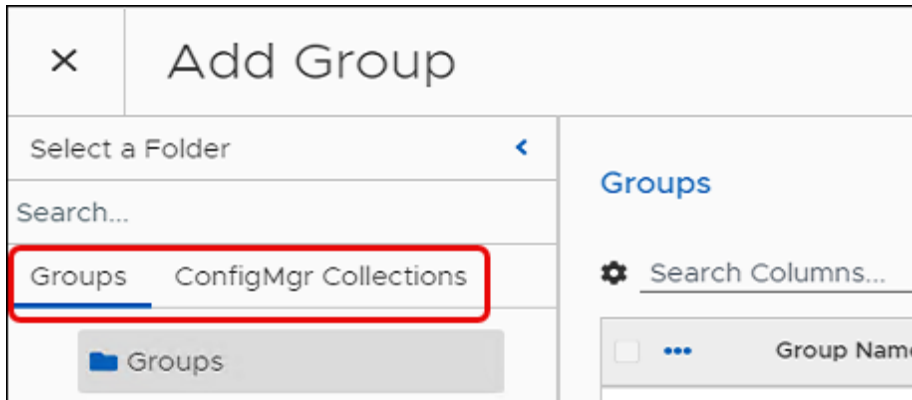 Add Group
Select a Folder
Search...
Groups ConfigMgr Collections
Groups
Groups
Search Columns...
Group Name